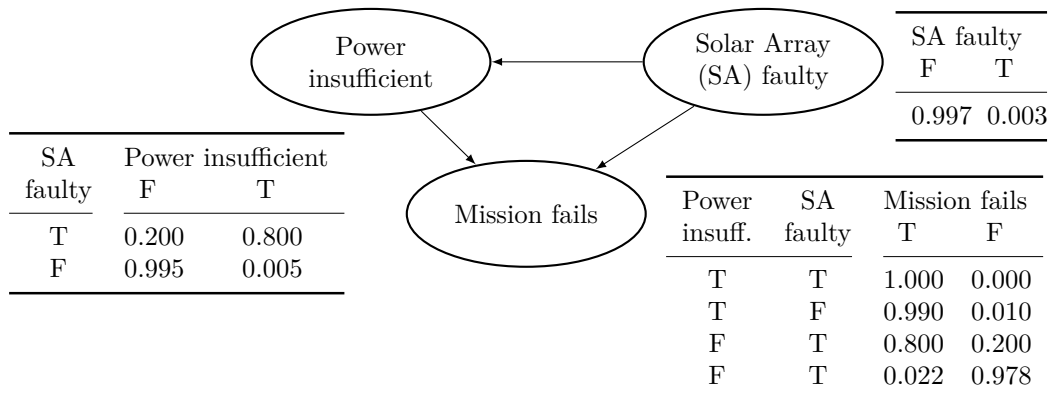 Power
insufficient
Solar Array
(SA) faulty
SA faulty
F T
0.997 0.003
SA Power insufficient
faulty F T
T 0.200 0.800
F 0.995 0.005
Mission fails
Power SA Mission fails
insuff. faulty T F
T T 1.000 0.000
T F 0.990 0.010
F T 0.800 0.200
F T 0.022 0.978